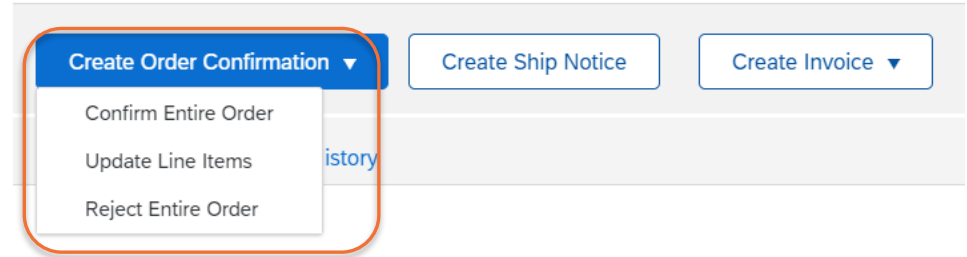 Create Order Confirmation ▼
Create Ship Notice
Create Invoice ▼
Confirm Entire Order
Update Line Items
istory
Reject Entire Order